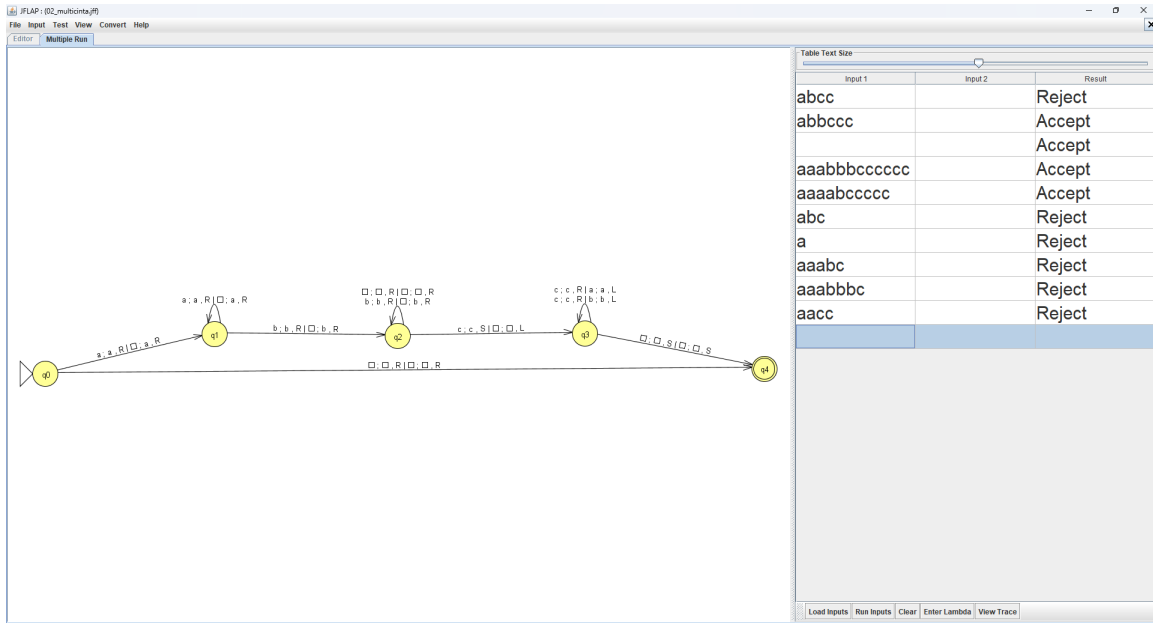 JFLAP : (02_multicinta.jff)
File Input Test View Convert Help
Editor Multiple Run
Table Text Size
Input 1 Input 2 Result
abcc Reject
abbccc Accept
Accept
aaabbbcccccc Accept
aaaabccccc Accept
abc Reject
a Reject
aaabc Reject
aaabbbc Reject
aacc Reject
a ; a , R|□ ; a , R
□ ; □ , R|□ ; □ , R
b ; b , R|□ ; b , R
c ; c , R|a ; a , L
c ; c , R|b ; b , L
a ; a , R|□ ; a , R
b ; b , R|□ ; b , R
c ; c , S|□ ; □ , L
□ ; □ , S|□ ; □ , S
□ ; □ , R|□ ; □ , R
q0
q1
q2
q3
q4
Load Inputs Run Inputs Clear Enter Lambda View Trace